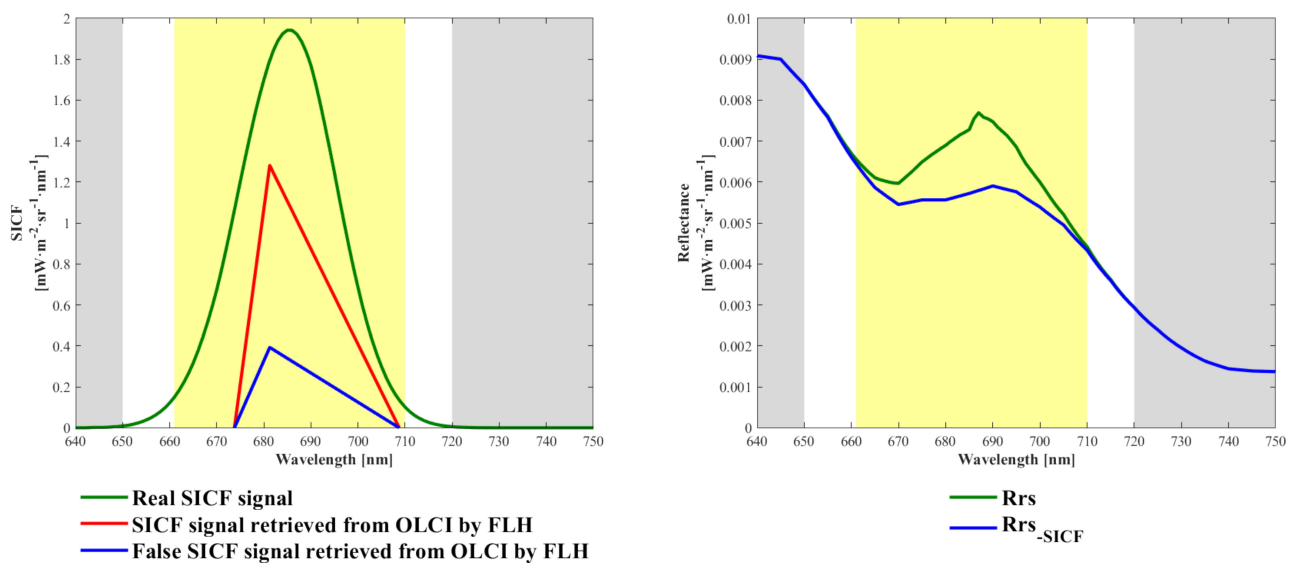 2
1.8
1.6
1.4
1.2
1
0.8
0.6
0.4
0.2
0
SICF
[mW·m-2·sr-1·nm-1]
640 650 660 670 680 690 700 710 720 730 740 750
Wavelength [nm]
Real SICF signal
SICF signal retrieved from OLCI by FLH
False SICF signal retrieved from OLCI by FLH
0.01
0.009
0.008
0.007
0.006
0.005
0.004
0.003
0.002
0.001
0
Reflectance
[mW·m-2·sr-1·nm-1]
640 650 660 670 680 690 700 710 720 730 740 750
Wavelength [nm]
Rrs
Rrs-SICF